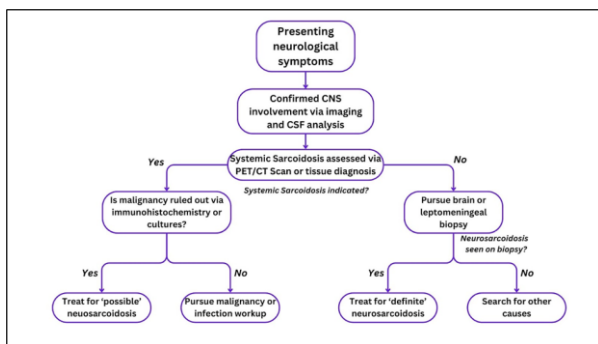 Presenting
neurological
symptoms
Confirmed CNS
involvement via imaging
and CSF analysis
Yes
Systemic Sarcoidosis assessed via
PET/CT Scan or tissue diagnosis
No
Systemic Sarcoidosis indicated?
Is malignancy ruled out via
immunohistochemistry or
cultures?
Pursue brain or
leptomeningeal
biopsy
Neurosarcoidosis
seen on biopsy?
Yes
No
Yes
No
Treat for ‘possible’
neuosarcoidosis
Pursue malignancy or
infection workup
Treat for ‘definite’
neurosarcoidosis
Search for other
causes